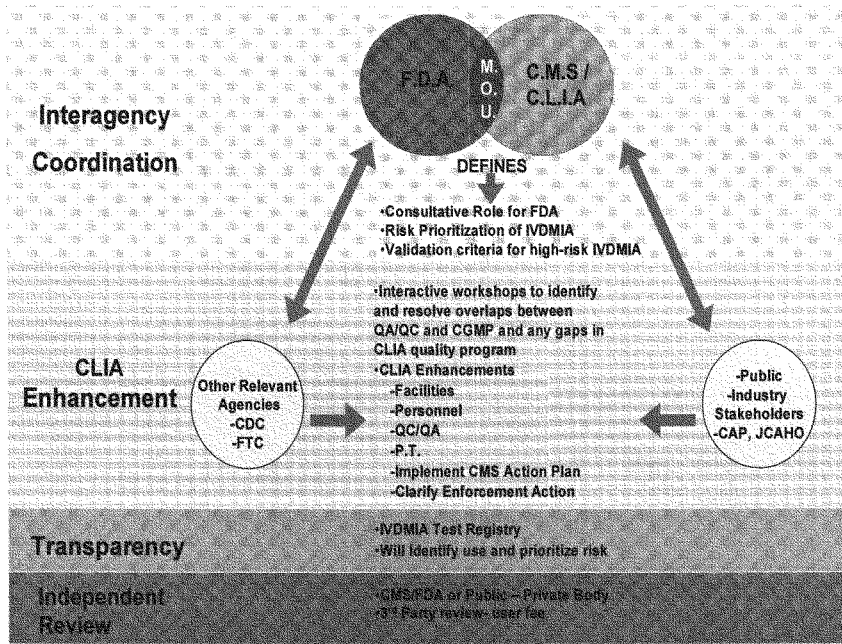 F.D.A.
M.
O.
U.
C.M.S /
C.L.I.A
Interagency
Coordination
DEFINES
•Consultative Role for FDA
•Risk Prioritization of IVDMIA
•Validation criteria for high-risk IVDMIA
•Interactive workshops to identify
and resolve overlaps between
QA/QC and CGMP and any gaps in
CLIA quality program
•CLIA Enhancements
-Facilities
-Personnel
-QC/QA
-P.T.
-Implement CMS Action Plan
-Clarify Enforcement Action
CLIA
Enhancement
Other Relevant
Agencies
-CDC
-FTC
-Public
-Industry
Stakeholders
-CAP, JCAHO
Transparency
•IVDMIA Test Registry
•Will identify use and prioritize risk
Independent
Review
•CMS/FDA or Public – Private Body
•3rd Party review- user fee